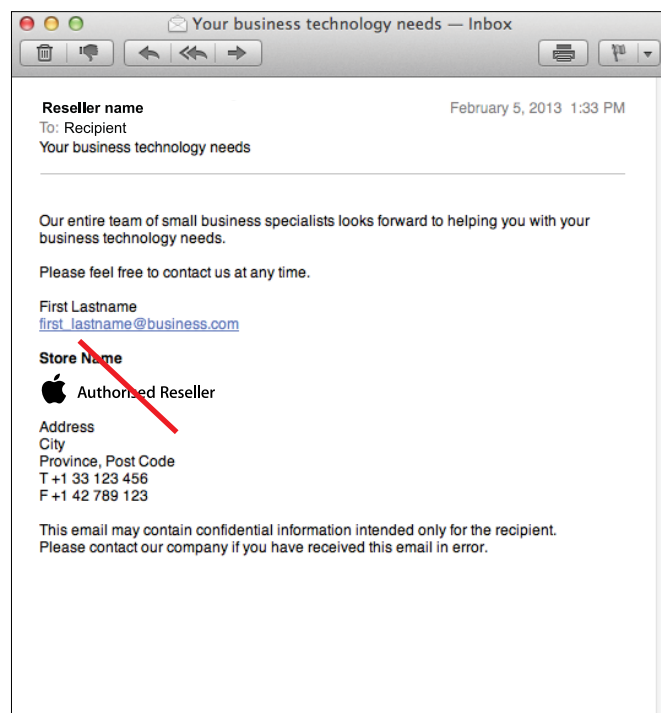 Your business technology needs — Inbox
Reseller name
February 5, 2013 1:33 PM
To: Recipient
Your business technology needs
Our entire team of small business specialists looks forward to helping you with your
business technology needs.
Please feel free to contact us at any time.
First Lastname
first_lastname@business.com
Store Name
Authorised Reseller
Address
City
Province, Post Code
T +1 33 123 456
F +1 42 789 123
This email may contain confidential information intended only for the recipient.
Please contact our company if you have received this email in error.